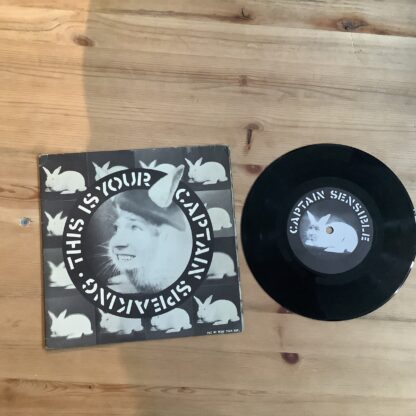 THIS IS YOUR CAPTAIN SPEAKING ·
CAPTAIN SENSIBLE